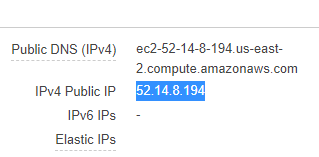 Public DNS (IPv4) ec2-52-14-8-194.us-east-
2.compute.amazonaws.com
IPv4 Public IP 52.14.8.194
IPv6 IPs -
Elastic IPs